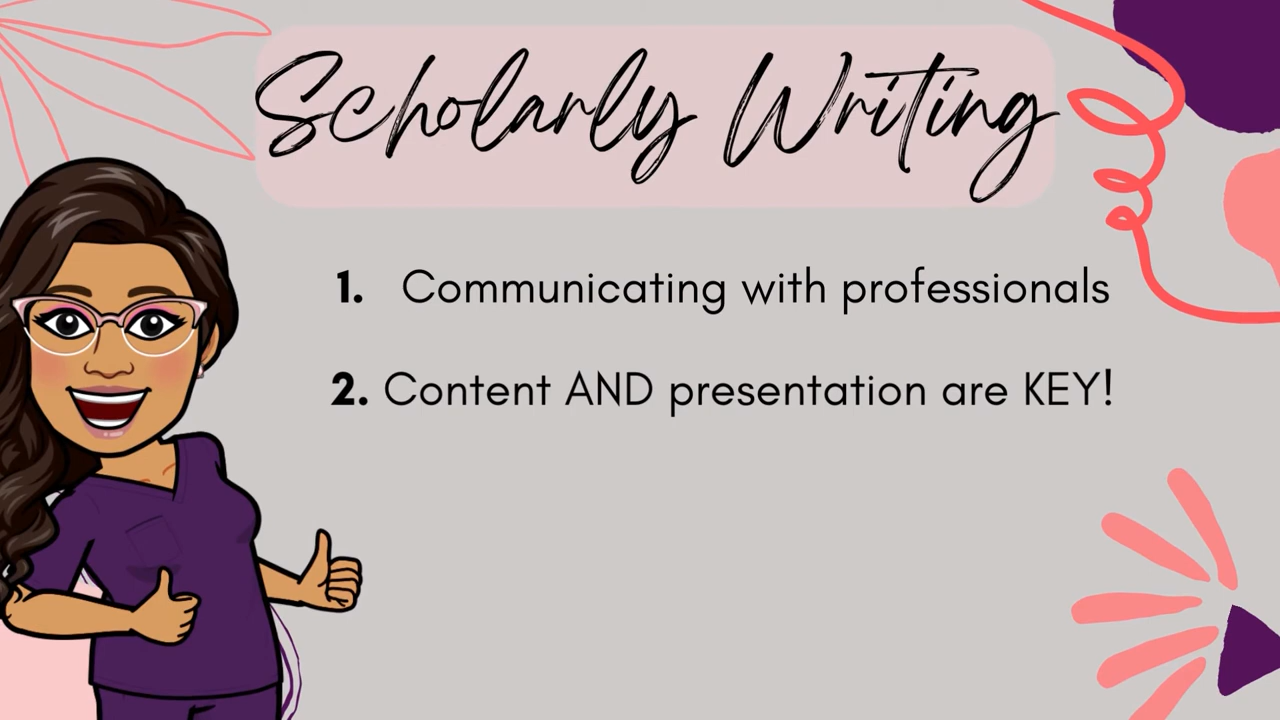 Scholarly Writing
1. Communicating with professionals
2. Content AND presentation are KEY!